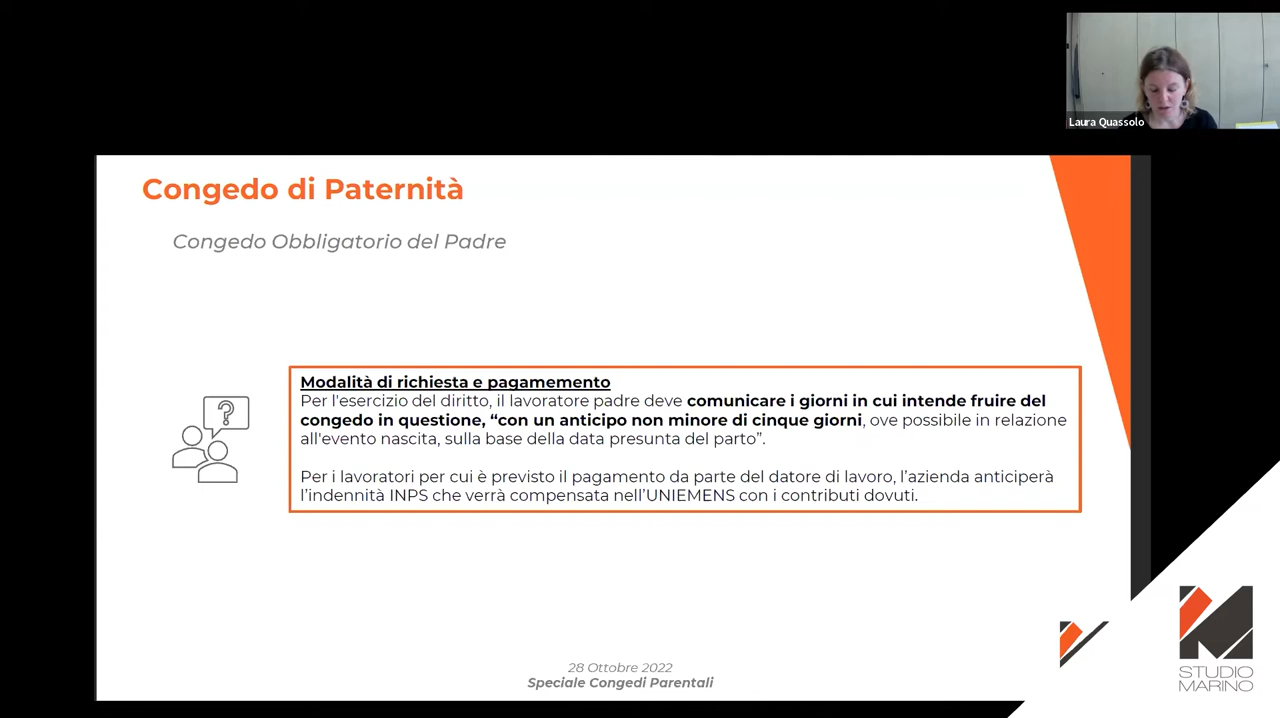 Laura Quassolo
Congedo di Paternità
Congedo Obbligatorio del Padre
?
Modalità di richiesta e pagamemento
Per l'esercizio del diritto, il lavoratore padre deve comunicare i giorni in cui intende fruire del
congedo in questione, “con un anticipo non minore di cinque giorni, ove possibile in relazione
all'evento nascita, sulla base della data presunta del parto”.
Per i lavoratori per cui è previsto il pagamento da parte del datore di lavoro, l’azienda anticiperà
l’indennità INPS che verrà compensata nell’UNIEMENS con i contributi dovuti.
28 Ottobre 2022
Speciale Congedi Parentali
STUDIO
MARINO